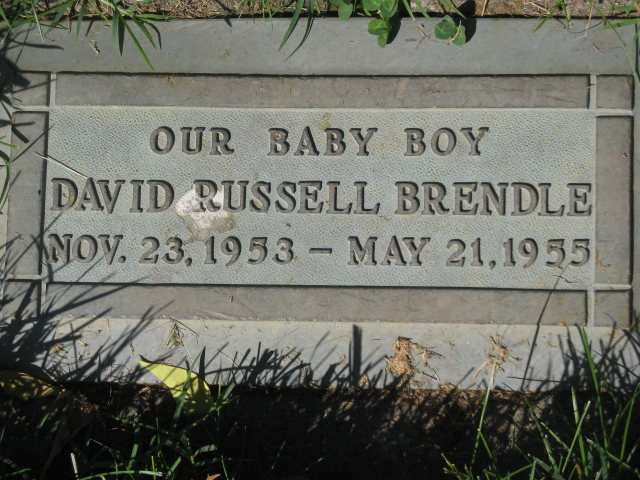 OUR BABY BOY
DAVID RUSSELL BRENDLE
NOV. 23, 1953 - MAY 21, 1955